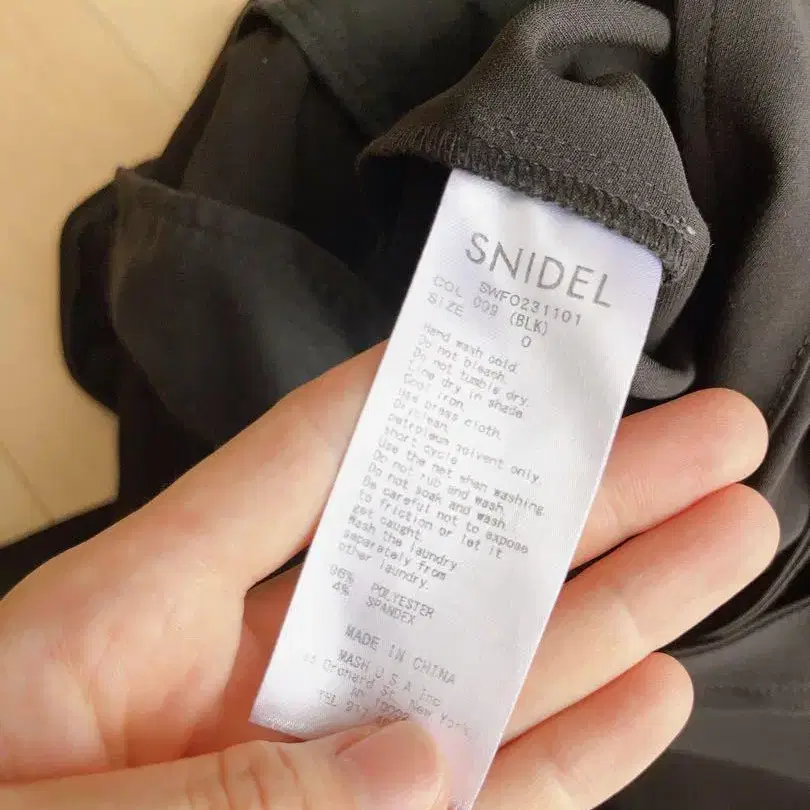 SNIDEL
SWFO231101
COL 009 (BLK)
SIZE 0
Hand wash cold.
Do not bleach.
Do not tumble dry.
Line dry in shade.
Cool iron.
Use press cloth.
Dryclean,
petroleum solvent only.
short cycle
Use the net when washing.
Do not rub and wash.
Do not soak and wash.
Be careful not to expose
to friction or let it
get caught.
Wash the laundry
separately from
other laundry.
96% POLYESTER
4% SPANDEX
MADE IN CHINA
MASH U S A inc
Orchard St. New York,